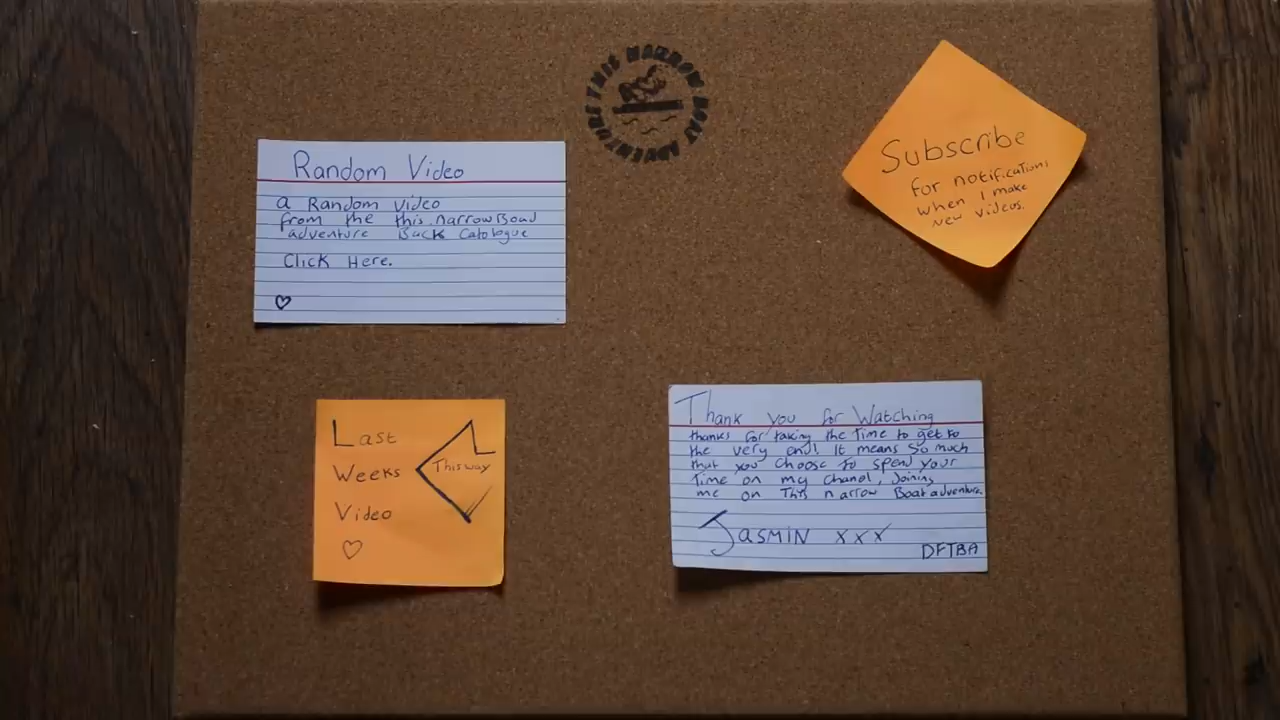 THIS NARROW BOAT ADVENTURE
Random Video
a Random Video
from the this narrowBoad
adventure Back Catologue
Click Here.
Subscribe
for notifications
when I make
new videos.
Last
Weeks
Video
This way
Thank you for Watching
thanks for taking the time to get to
the very end! It means so much
that you choose to spend your
time on my chanel, Joining
me on This narrow Boat adventure.
Jasmin xxx
DFTBA